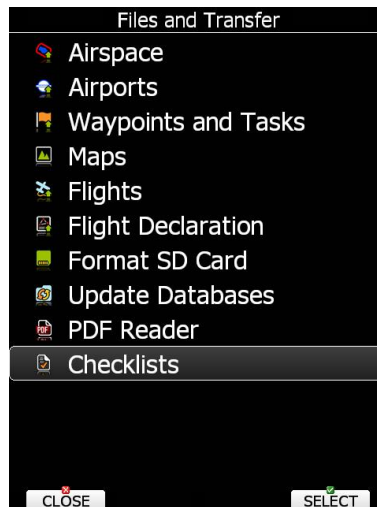 Files and Transfer
Airspace
Airports
Waypoints and Tasks
Maps
Flights
Flight Declaration
Format SD Card
Update Databases
PDF Reader
Checklists
CLOSE SELECT